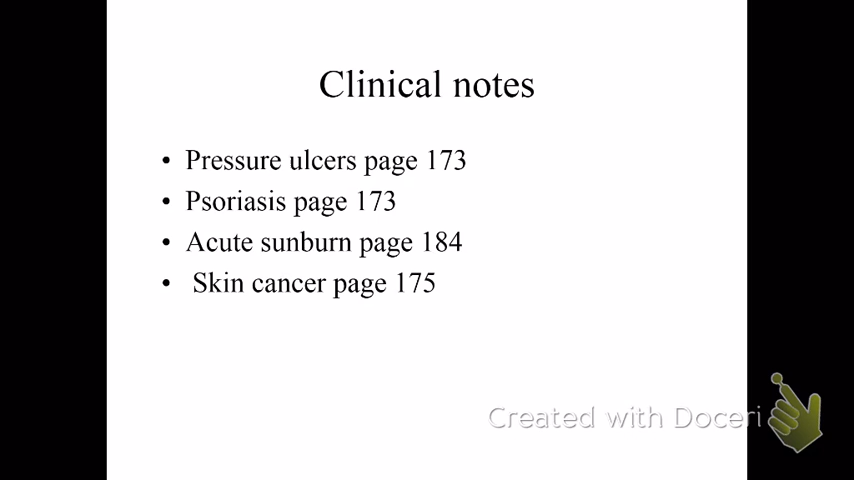 Clinical notes
• Pressure ulcers page 173
• Psoriasis page 173
• Acute sunburn page 184
• Skin cancer page 175
Created with Doceri